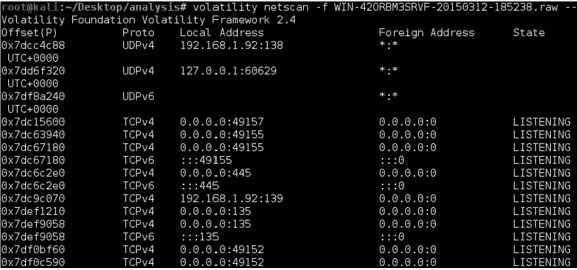 root@kali:~/Desktop/analysis# volatility netscan -f WIN-42ORBM3SRVF-20150312-185238.raw --
Volatility Foundation Volatility Framework 2.4
Offset(P) Proto Local Address Foreign Address State
0x7dcc4c88 UDPv4 192.168.1.92:138 *:*
UTC+0000
0x7dd6f320 UDPv4 127.0.0.1:60629 *:*
UTC+0000
0x7df8a240 UDPv6 *:*
UTC+0000
0x7dc15600 TCPv4 0.0.0.0:49157 0.0.0.0:0 LISTENING
0x7dc63940 TCPv4 0.0.0.0:49155 0.0.0.0:0 LISTENING
0x7dc67180 TCPv4 0.0.0.0:49155 0.0.0.0:0 LISTENING
0x7dc67180 TCPv6 :::49155 :::0 LISTENING
0x7dc6c2e0 TCPv4 0.0.0.0:445 0.0.0.0:0 LISTENING
0x7dc6c2e0 TCPv6 :::445 :::0 LISTENING
0x7dc9c070 TCPv4 192.168.1.92:139 0.0.0.0:0 LISTENING
0x7def1210 TCPv4 0.0.0.0:135 0.0.0.0:0 LISTENING
0x7def9058 TCPv4 0.0.0.0:135 0.0.0.0:0 LISTENING
0x7def9058 TCPv6 :::135 :::0 LISTENING
0x7df0bf60 TCPv4 0.0.0.0:49152 0.0.0.0:0 LISTENING
0x7df0c590 TCPv4 0.0.0.0:49152 0.0.0.0:0 LISTENING